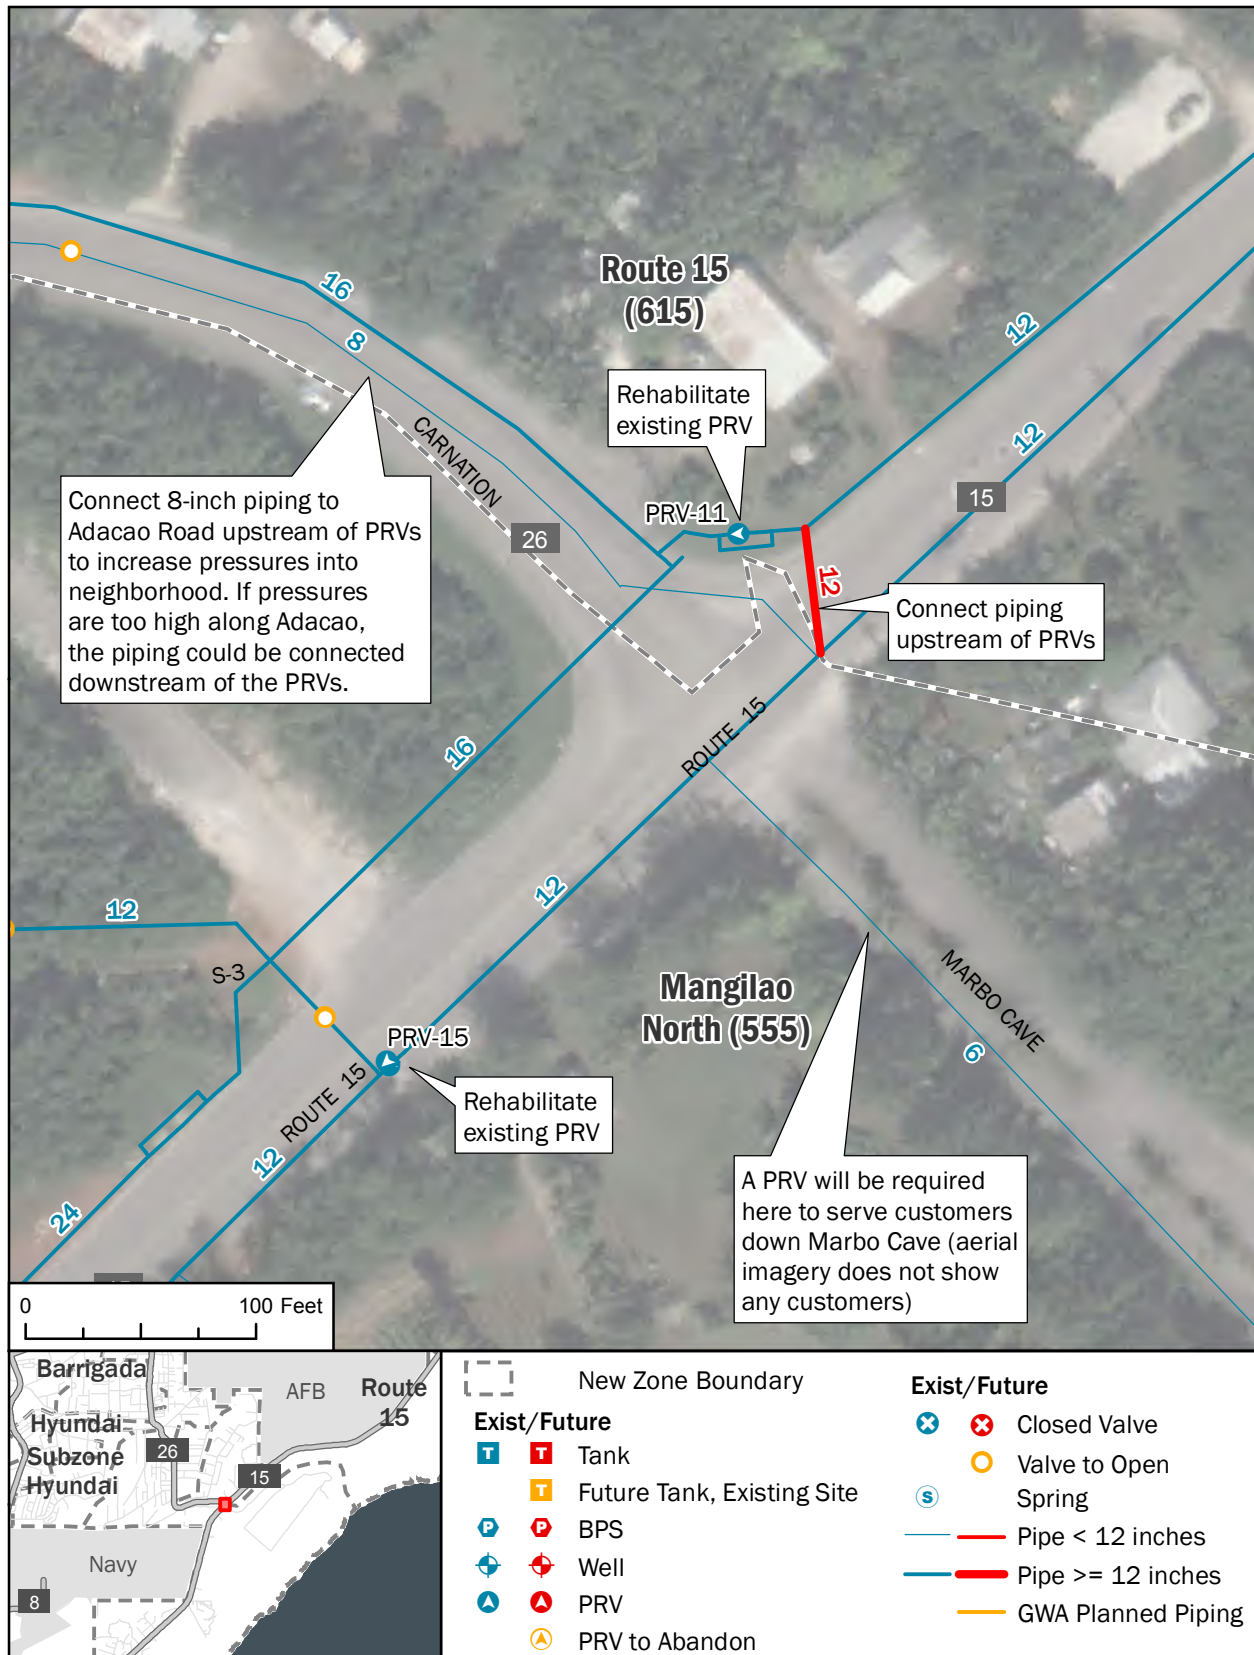 Route 15
(615)
16
8
12
12
Rehabilitate
existing PRV
CARNATION
15
PRV-11
26
Connect 8-inch piping to
Adacao Road upstream of PRVs
to increase pressures into
neighborhood. If pressures
are too high along Adacao,
the piping could be connected
downstream of the PRVs.
12
Connect piping
upstream of PRVs
ROUTE 15
16
12
12
S-3
Mangilao
North (555)
MARBO CAVE
6
PRV-15
ROUTE 15
Rehabilitate
existing PRV
12
24
A PRV will be required
here to serve customers
down Marbo Cave (aerial
imagery does not show
any customers)
0 100 Feet
Barrigada
AFB
Route
15
Hyundai
Subzone
Hyundai
26
15
Navy
8
New Zone Boundary
Exist/Future
T T Tank
T Future Tank, Existing Site
P P BPS
Well
PRV
PRV to Abandon
Exist/Future
Closed Valve
Valve to Open
S Spring
Pipe < 12 inches
Pipe >= 12 inches
GWA Planned Piping